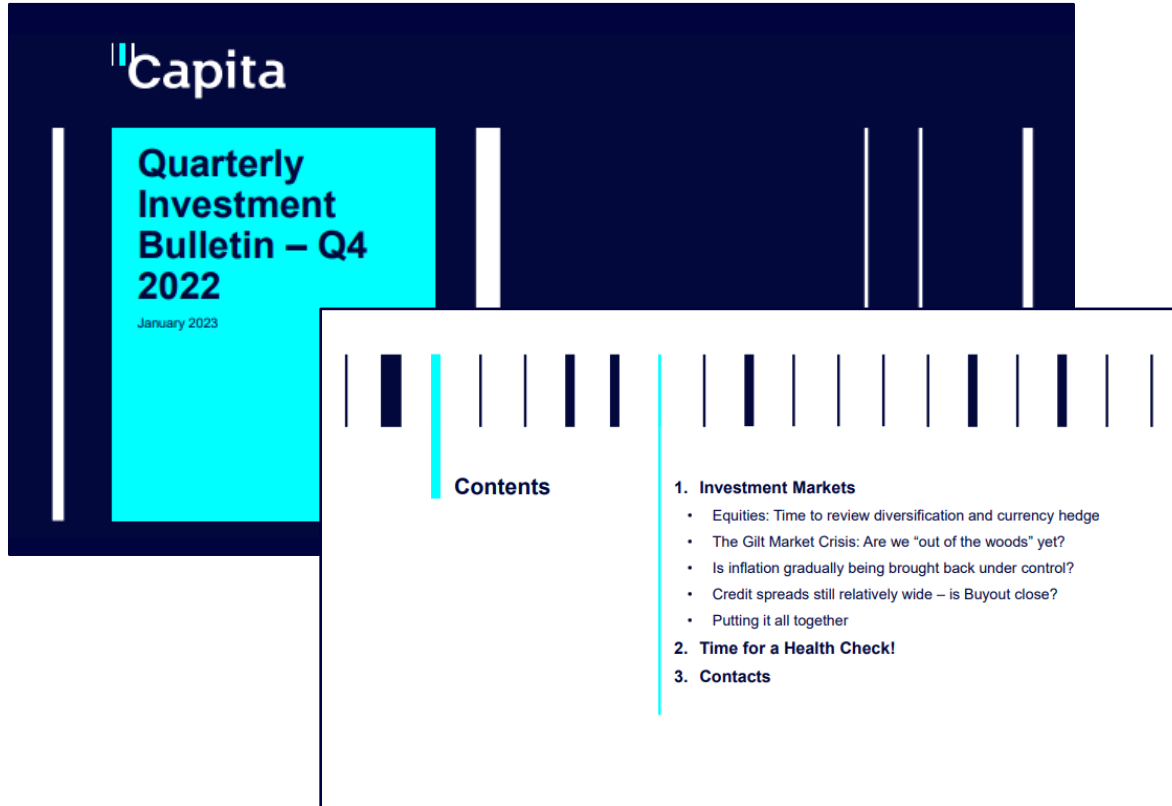 Capita
Quarterly
Investment
Bulletin – Q4
2022
January 2023
Contents
1. Investment Markets
• Equities: Time to review diversification and currency hedge
• The Gilt Market Crisis: Are we “out of the woods” yet?
• Is inflation gradually being brought back under control?
• Credit spreads still relatively wide – is Buyout close?
• Putting it all together
2. Time for a Health Check!
3. Contacts